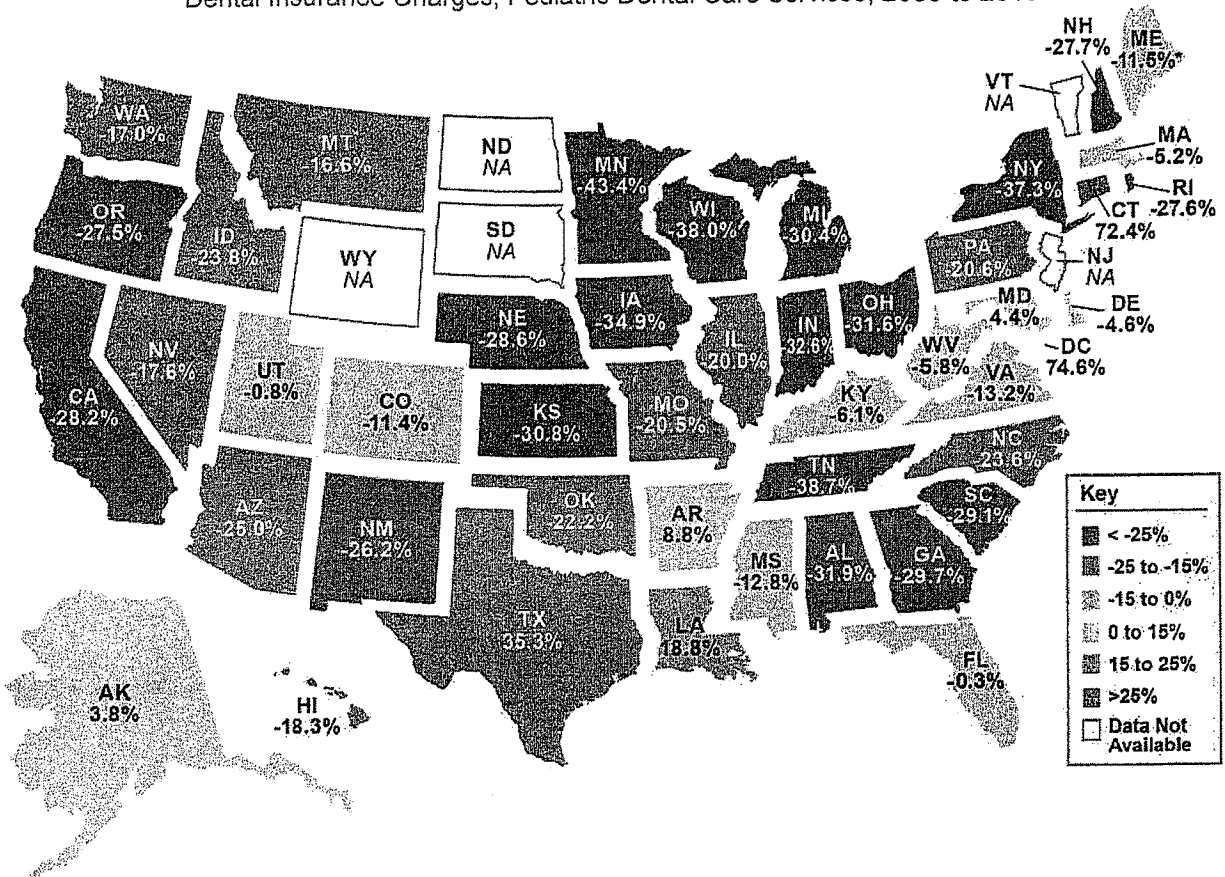 Dental Insurance Charges, Pediatric Dental Care Services,
NH
-27.7%
ME
-11.5%*
VT
NA
WA
17.0%
MT
-16.6%
ND
NA
MN
-43.4%
MA
-5.2%
NY
-37.3%
RI
-27.6%
CT
72.4%
OR
-27.5%
ID
-23.8%
SD
NA
WI
-38.0%
MI
-30.4%
WY
NA
PA
-20.6%
NJ
NA
IA
-34.9%
NE
-28.6%
OH
-31.6%
MD
4.4%
DE
-4.6%
IN
-32.6%
IL
-20.0%
NV
-17.6%
WV
-5.8%
DC
74.6%
UT
-0.8%
VA
-13.2%
CA
-28.2%
CO
-11.4%
KY
-6.1%
KS
-30.8%
MO
-20.5%
NC
-23.6%
TN
-38.7%
AZ
-25.0%
OK
22.2%
SC
-29.1%
NM
-26.2%
AR
8.8%
MS
-12.8%
AL
-31.9%
GA
-29.7%
TX
35.3%
LA
18.8%
FL
-0.3%
AK
3.8%
HI
-18.3%
Key
< -25%
-25 to -15%
-15 to 0%
0 to 15%
15 to 25%
>25%
Data Not
Available